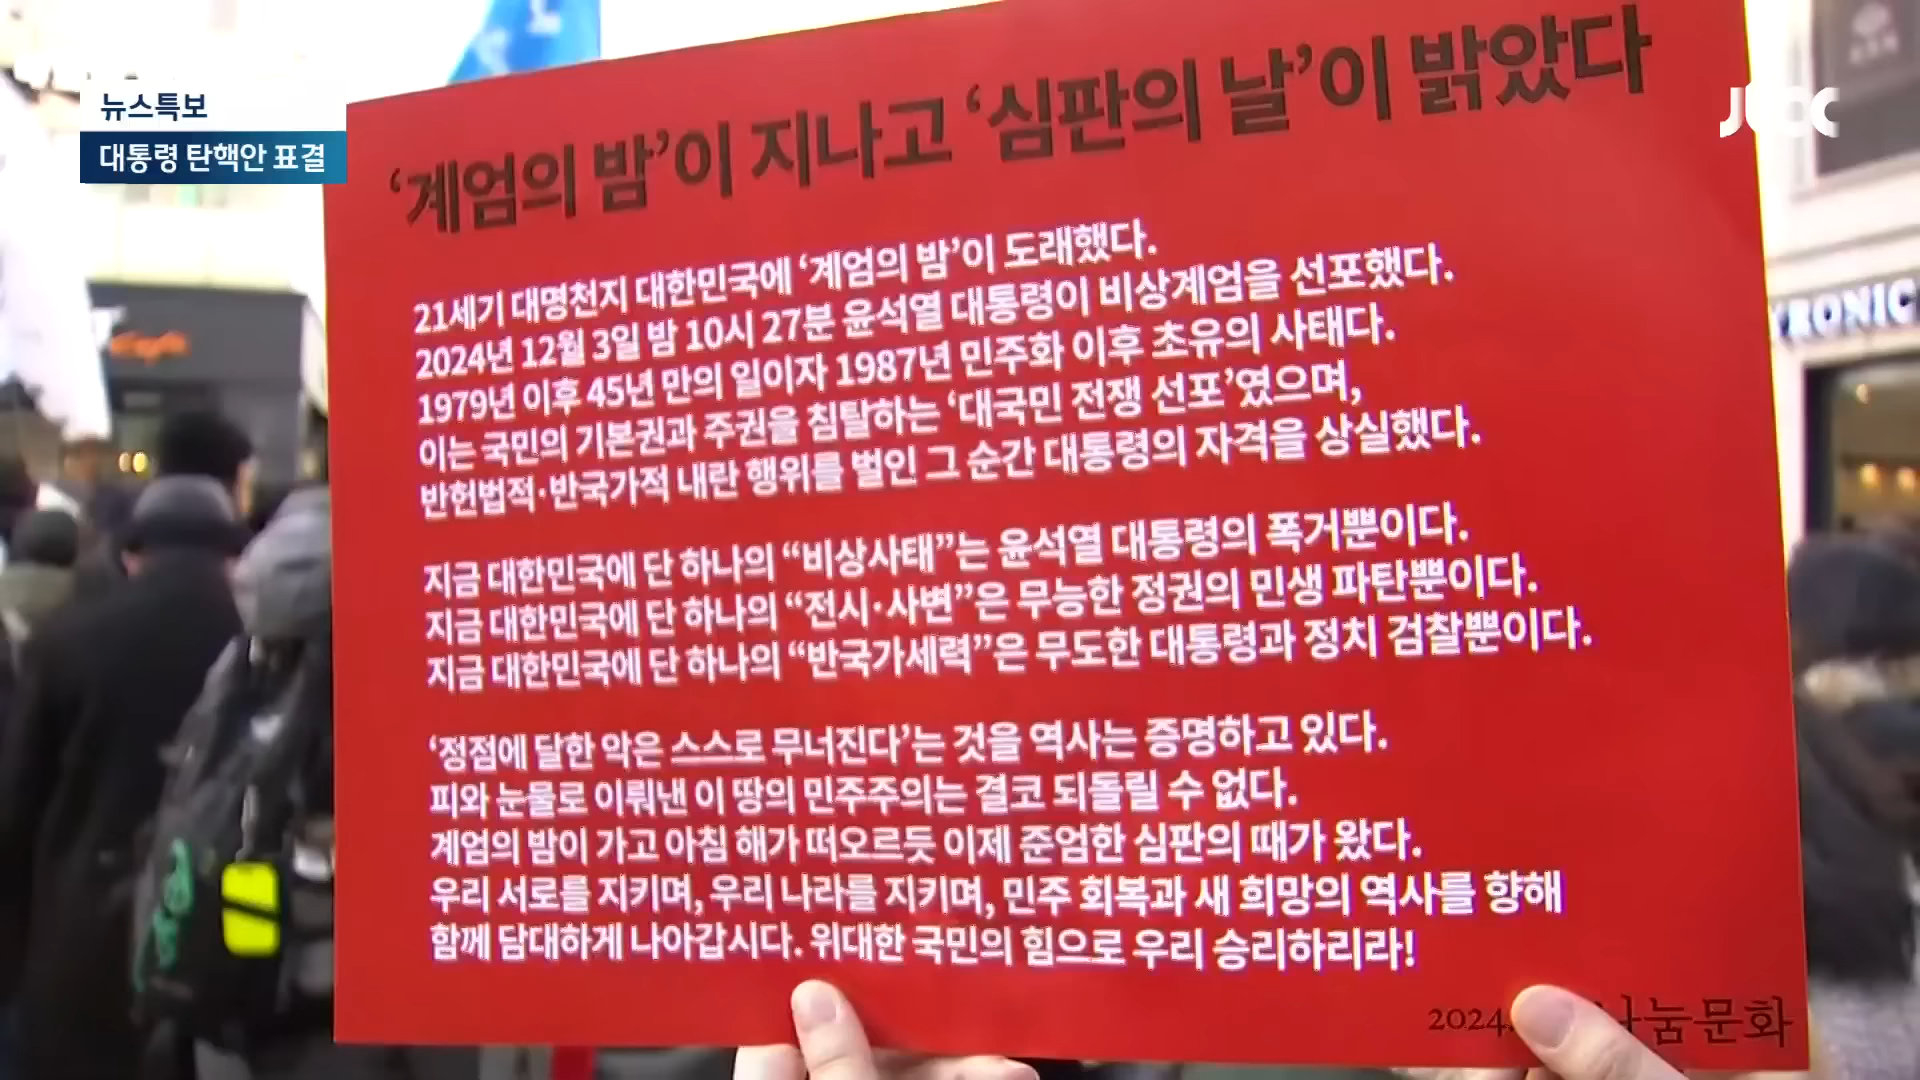 뉴스특보
대통령 탄핵안 표결
JTBC
‘계엄의 밤’이 지나고 ‘심판의 날’이 밝았다
21세기 대명천지 대한민국에 ‘계엄의 밤’이 도래했다.
2024년 12월 3일 밤 10시 27분 윤석열 대통령이 비상계엄을 선포했다.
1979년 이후 45년 만의 일이자 1987년 민주화 이후 초유의 사태다.
이는 국민의 기본권과 주권을 침탈하는 ‘대국민 전쟁 선포’였으며,
반헌법적·반국가적 내란 행위를 벌인 그 순간 대통령의 자격을 상실했다.
지금 대한민국에 단 하나의 “비상사태”는 윤석열 대통령의 폭거뿐이다.
지금 대한민국에 단 하나의 “전시·사변”은 무능한 정권의 민생 파탄뿐이다.
지금 대한민국에 단 하나의 “반국가세력”은 무도한 대통령과 정치 검찰뿐이다.
‘정점에 달한 악은 스스로 무너진다’는 것을 역사는 증명하고 있다.
피와 눈물로 이뤄낸 이 땅의 민주주의는 결코 되돌릴 수 없다.
계엄의 밤이 가고 아침 해가 떠오르듯 이제 준엄한 심판의 때가 왔다.
우리 서로를 지키며, 우리 나라를 지키며, 민주 회복과 새 희망의 역사를 향해
함께 담대하게 나아갑시다. 위대한 국민의 힘으로 우리 승리하리라!
2024. 나눔문화
Cafe